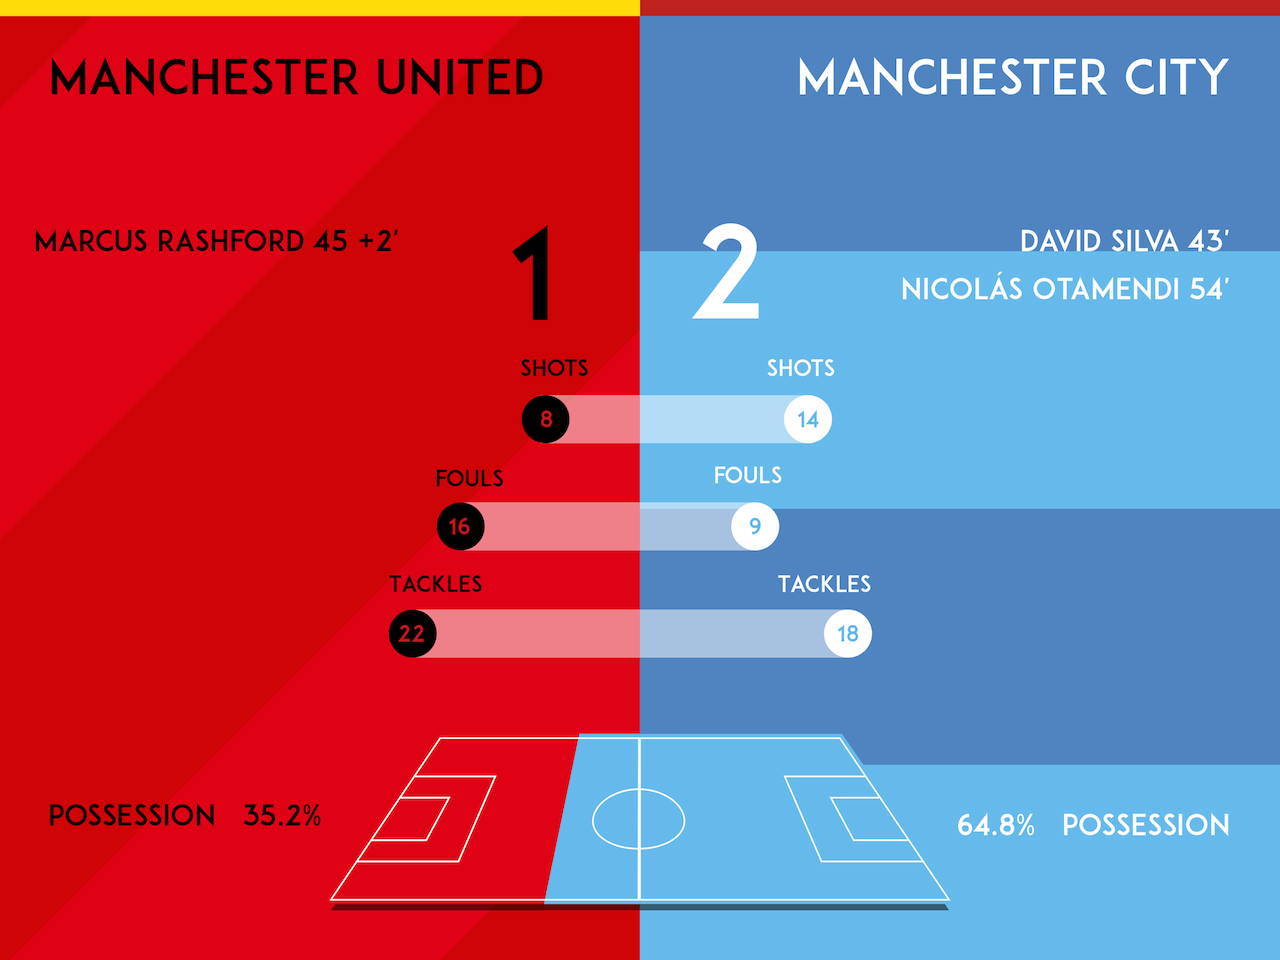 MANCHESTER UNITED
MANCHESTER CITY
MARCUS RASHFORD 45 +2'
1
2
DAVID SILVA 43'
NICOLÁS OTAMENDI 54'
SHOTS
SHOTS
8
14
FOULS
FOULS
16
9
TACKLES
TACKLES
22
18
POSSESSION 35.2%
64.8% POSSESSION